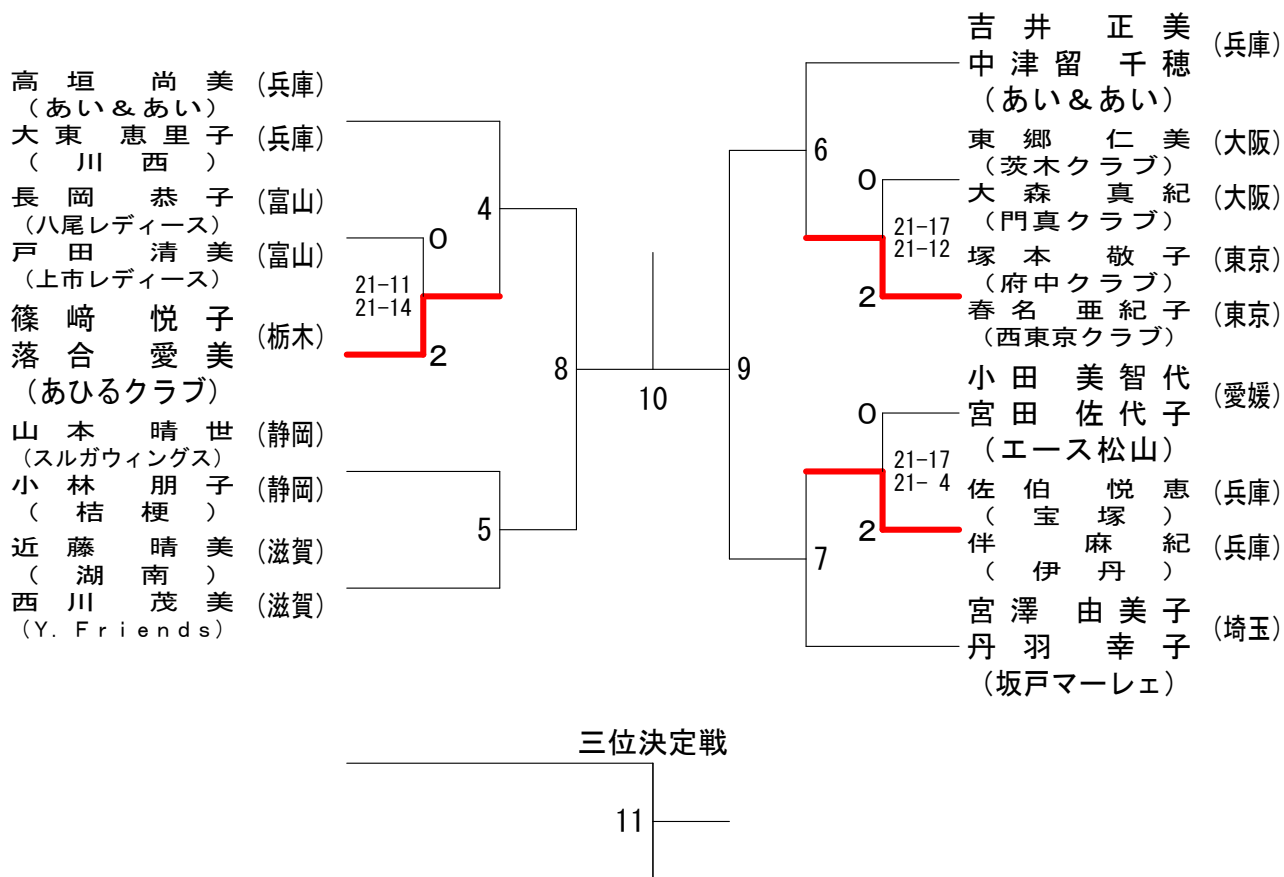 高垣 尚美 (兵庫)
(あい&あい)
大東 恵里子 (兵庫)
(川西)
長岡 恭子 (富山)
(八尾レディース)
戸田 清美 (富山)
(上市レディース)
篠﨑 悦子
落合 愛美
(栃木)
(あひるクラブ)
山本 晴世 (静岡)
(スルガウィングス)
小林 朋子 (静岡)
(桔梗)
近藤 晴美 (滋賀)
(湖南)
西川 茂美 (滋賀)
(Y. Friends)
4
0
21-11
21-14
2
5
8
10
9
6
0
21-17
21-12
2
0
21-17
21- 4
2
7
吉井 正美
中津留 千穂
(兵庫)
(あい&あい)
東郷 仁美 (大阪)
(茨木クラブ)
大森 真紀 (大阪)
(門真クラブ)
塚本 敬子 (東京)
(府中クラブ)
春名 亜紀子 (東京)
(西東京クラブ)
小田 美智代
宮田 佐代子
(愛媛)
(エース松山)
佐伯 悦恵 (兵庫)
(宝塚)
伴 麻紀 (兵庫)
(伊丹)
宮澤 由美子
丹羽 幸子
(埼玉)
(坂戸マーレェ)
三位決定戦
11